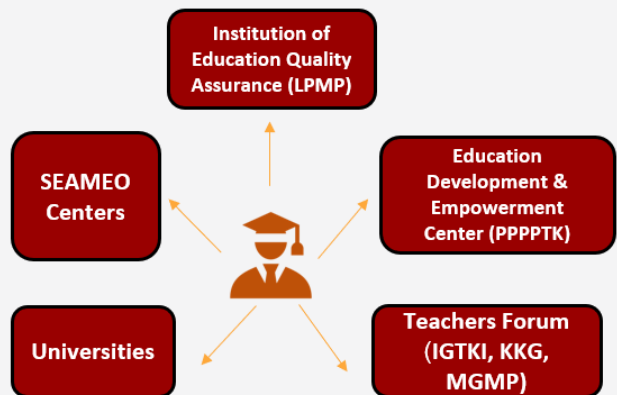 Institution of
Education Quality
Assurance (LPMP)
SEAMEO
Centers
Education
Development &
Empowerment
Center (PPPPTK)
Universities
Teachers Forum
(IGTKI, KKG,
MGMP)